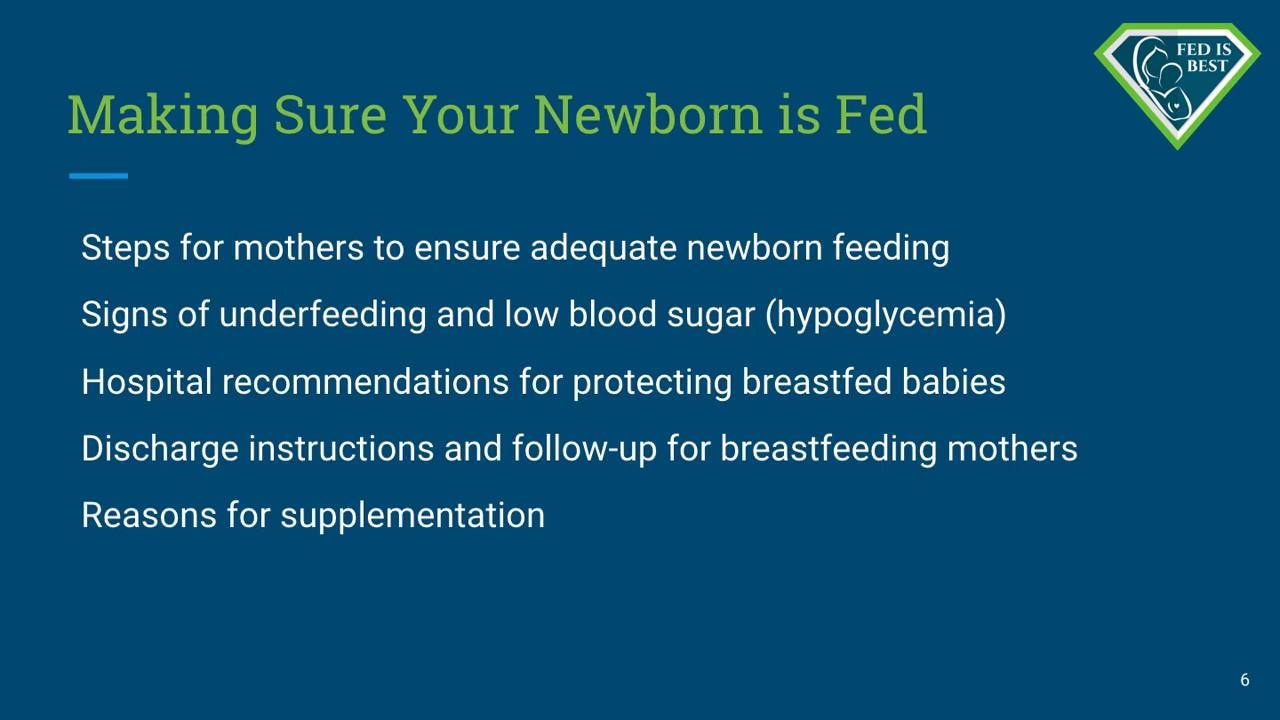 FED IS
BEST
Making Sure Your Newborn is Fed
Steps for mothers to ensure adequate newborn feeding
Signs of underfeeding and low blood sugar (hypoglycemia)
Hospital recommendations for protecting breastfed babies
Discharge instructions and follow-up for breastfeeding mothers
Reasons for supplementation
6